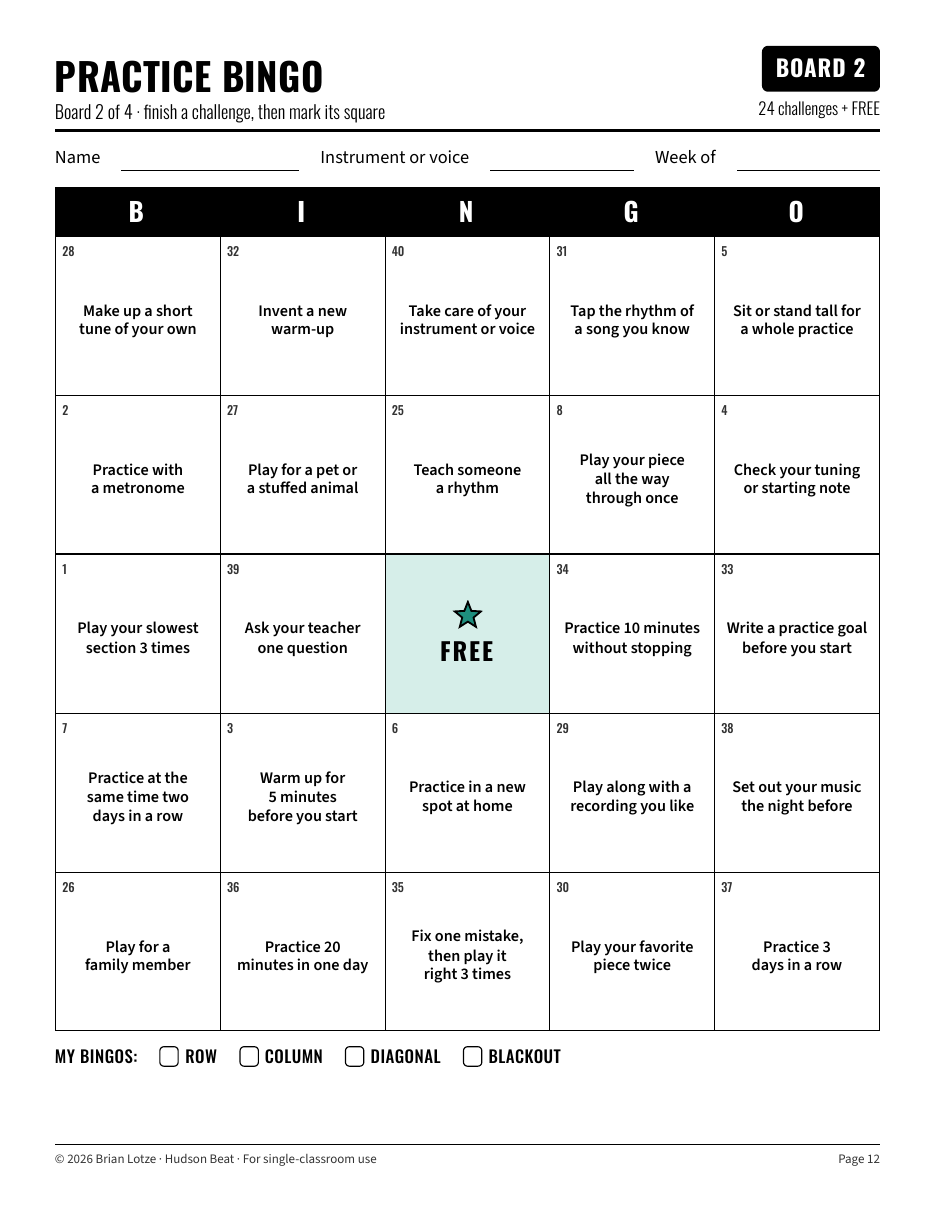 PRACTICE BINGO
BOARD 2
Board 2 of 4 · finish a challenge, then mark its square
24 challenges + FREE
Name
Instrument or voice
Week of
B I N G O
28
Make up a short
tune of your own
32
Invent a new
warm-up
40
Take care of your
instrument or voice
31
Tap the rhythm of
a song you know
5
Sit or stand tall for
a whole practice
2
Practice with
a metronome
27
Play for a pet or
a stuffed animal
25
Teach someone
a rhythm
8
Play your piece
all the way
through once
4
Check your tuning
or starting note
1
Play your slowest
section 3 times
39
Ask your teacher
one question
FREE
34
Practice 10 minutes
without stopping
33
Write a practice goal
before you start
7
Practice at the
same time two
days in a row
3
Warm up for
5 minutes
before you start
6
Practice in a new
spot at home
29
Play along with a
recording you like
38
Set out your music
the night before
26
Play for a
family member
36
Practice 20
minutes in one day
35
Fix one mistake,
then play it
right 3 times
30
Play your favorite
piece twice
37
Practice 3
days in a row
MY BINGOS: ROW COLUMN DIAGONAL BLACKOUT
© 2026 Brian Lotze · Hudson Beat · For single-classroom use
Page 12